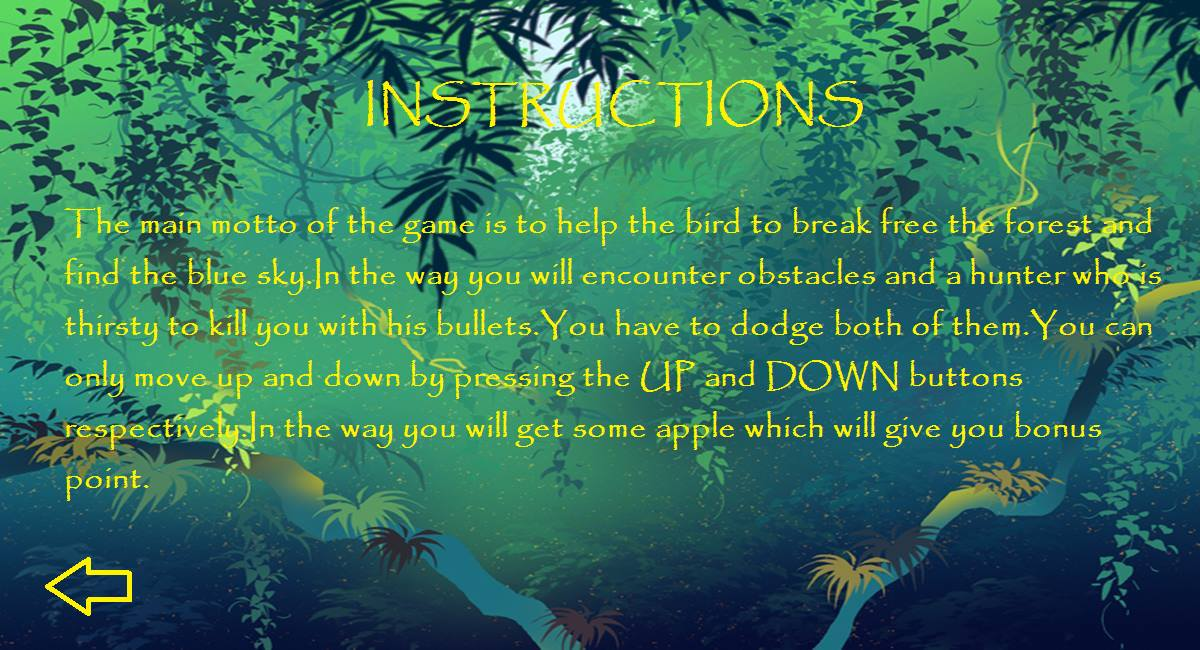 INSTRUCTIONS
The main motto of the game is to help the bird to break free the forest and
find the blue sky.In the way you will encounter obstacles and a hunter who is
thirsty to kill you with his bullets.You have to dodge both of them.You can
only move up and down by pressing the UP and DOWN buttons
respectively.In the way you will get some apple which will give you bonus
point.